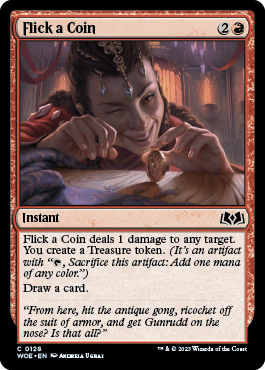 Flick a Coin 2
Instant
Flick a Coin deals 1 damage to any target.
You create a Treasure token. (It's an artifact
with “, Sacrifice this artifact: Add one mana
of any color.”)
Draw a card.
“From here, hit the antique gong, ricochet off
the suit of armor, and get Gunrudd on the
nose? Is that all?”
C 0128
WOE • EN Andreia Ugrai
™ & © 2023 Wizards of the Coast